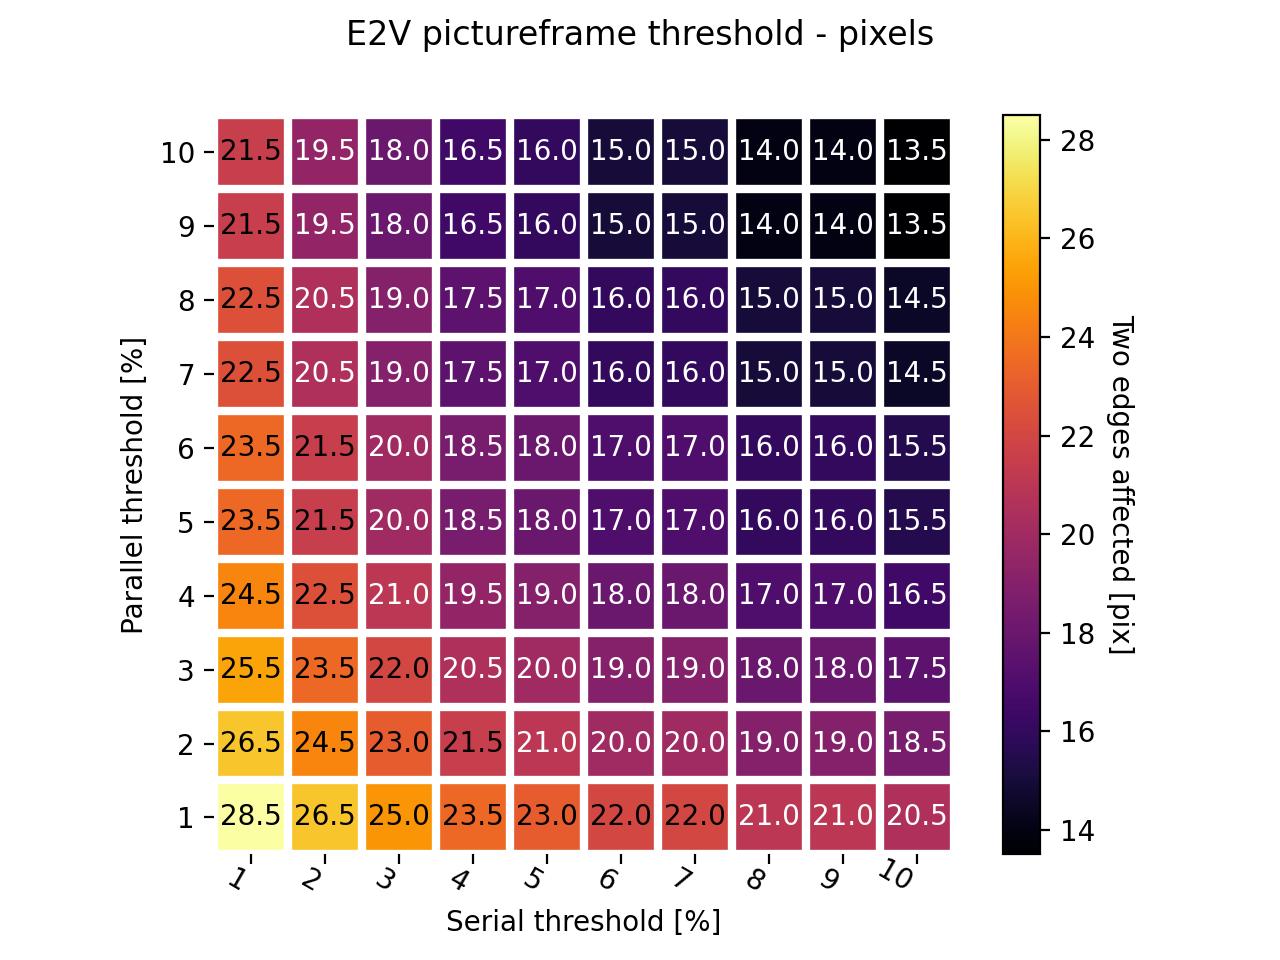 E2V pictureframe threshold - pixels
10 21.5 19.5 18.0 16.5 16.0 15.0 15.0 14.0 14.0 13.5
9 21.5 19.5 18.0 16.5 16.0 15.0 15.0 14.0 14.0 13.5
8 22.5 20.5 19.0 17.5 17.0 16.0 16.0 15.0 15.0 14.5
7 22.5 20.5 19.0 17.5 17.0 16.0 16.0 15.0 15.0 14.5
6 23.5 21.5 20.0 18.5 18.0 17.0 17.0 16.0 16.0 15.5
5 23.5 21.5 20.0 18.5 18.0 17.0 17.0 16.0 16.0 15.5
4 24.5 22.5 21.0 19.5 19.0 18.0 18.0 17.0 17.0 16.5
3 25.5 23.5 22.0 20.5 20.0 19.0 19.0 18.0 18.0 17.5
2 26.5 24.5 23.0 21.5 21.0 20.0 20.0 19.0 19.0 18.5
1 28.5 26.5 25.0 23.5 23.0 22.0 22.0 21.0 21.0 20.5
1 2 3 4 5 6 7 8 9 10
Serial threshold [%]
Parallel threshold [%]
28
26
24
22
20
18
16
14
Two edges affected [pix]